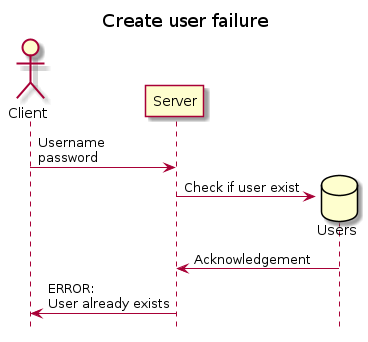 Create user failure
Client
Server
Username
password
Check if user exist
Users
Acknowledgement
ERROR:
User already exists